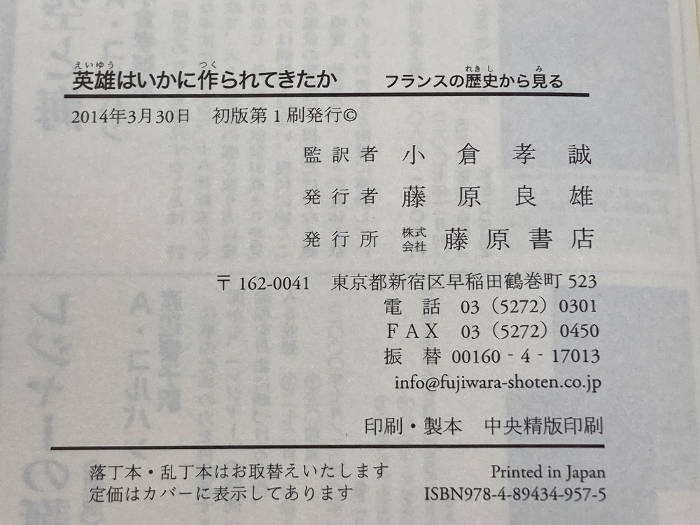 英雄はいかに作られてきたか　フランスの歴史から見る
2014年3月30日　初版第1刷発行©
監訳者　小倉孝誠
発行者　藤原良雄
発行所　株式会社　藤原書店
〒162-0041　東京都新宿区早稲田鶴巻町523
電話　03（5272）0301
FAX　03（5272）0450
振替　00160‐4‐17013
info@fujiwara-shoten.co.jp
印刷・製本　中央精版印刷
落丁本・乱丁本はお取替えいたします　Printed in Japan
定価はカバーに表示してあります　ISBN978-4-89434-957-5